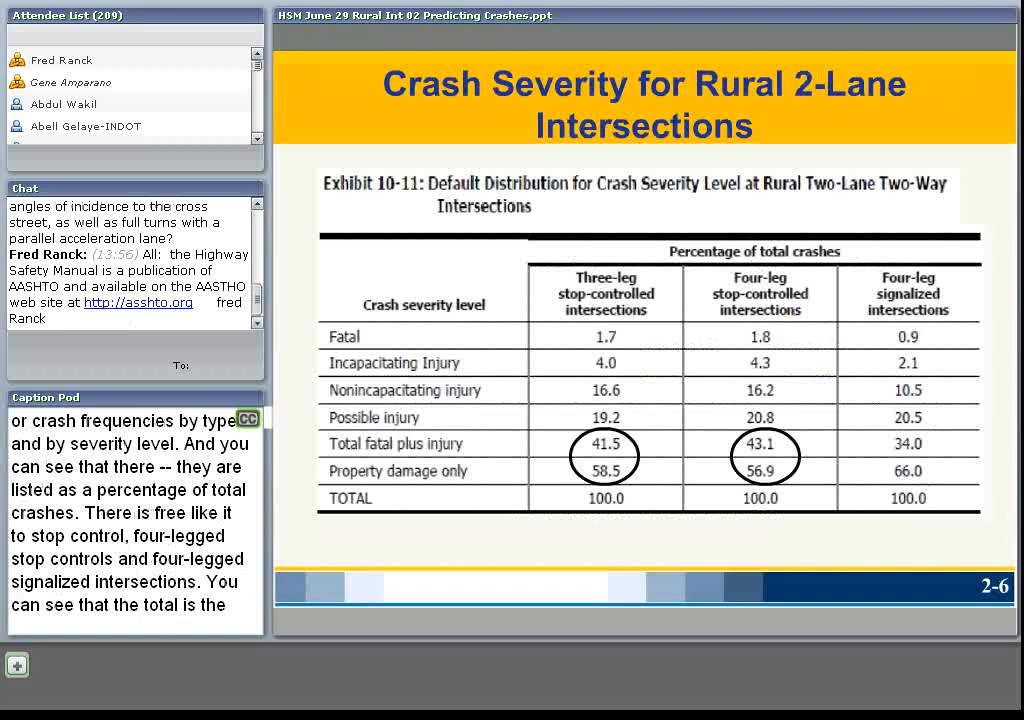 Attendee List (209)
Fred Ranck
Gene Amparano
Abdul Wakil
Abell Gelaye-INDOT
Chat
angles of incidence to the cross
street, as well as full turns with a
parallel acceleration lane?
Fred Ranck: (13:56) All: the Highway
Safety Manual is a publication of
AASHTO and available on the AASTHO
web site at http://asshto.org fred
Ranck
To:
Caption Pod
or crash frequencies by type
CC
and by severity level. And you
can see that there -- they are
listed as a percentage of total
crashes. There is free like it
to stop control, four-legged
stop controls and four-legged
signalized intersections. You
can see that the total is the
HSM June 29 Rural Int 02 Predicting Crashes.ppt
Crash Severity for Rural 2-Lane
Intersections
Exhibit 10-11: Default Distribution for Crash Severity Level at Rural Two-Lane Two-Way
Intersections
Percentage of total crashes
Crash severity level
Three-leg
stop-controlled
intersections
Four-leg
stop-controlled
intersections
Four-leg
signalized
intersections
Fatal 1.7 1.8 0.9
Incapacitating Injury 4.0 4.3 2.1
Nonincapacitating injury 16.6 16.2 10.5
Possible injury 19.2 20.8 20.5
Total fatal plus injury 41.5 43.1 34.0
Property damage only 58.5 56.9 66.0
TOTAL 100.0 100.0 100.0
2-6